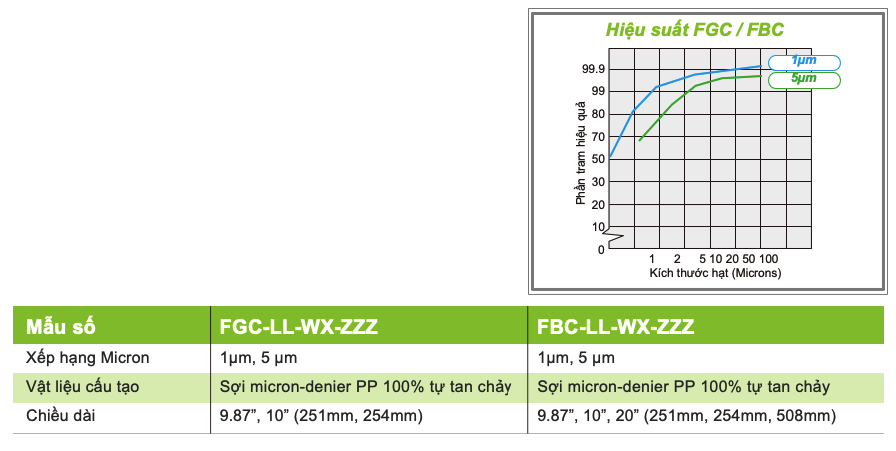 Hiệu suất FGC / FBC
1µm
5µm
99.9
99
80
70
50
30
20
10
0
Phần tram hiệu quả
1 2 5 10 20 50 100
Kích thước hạt (Microns)
Mẫu số FGC-LL-WX-ZZZ FBC-LL-WX-ZZZ
Xếp hạng Micron 1µm, 5 µm 1µm, 5 µm
Vật liệu cấu tạo Sợi micron-denier PP 100% tự tan chảy Sợi micron-denier PP 100% tự tan chảy
Chiều dài 9.87”, 10” (251mm, 254mm) 9.87”, 10”, 20” (251mm, 254mm, 508mm)